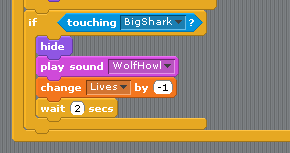 if touching BigShark ?
hide
play sound WolfHowl
change Lives by -1
wait 2 secs